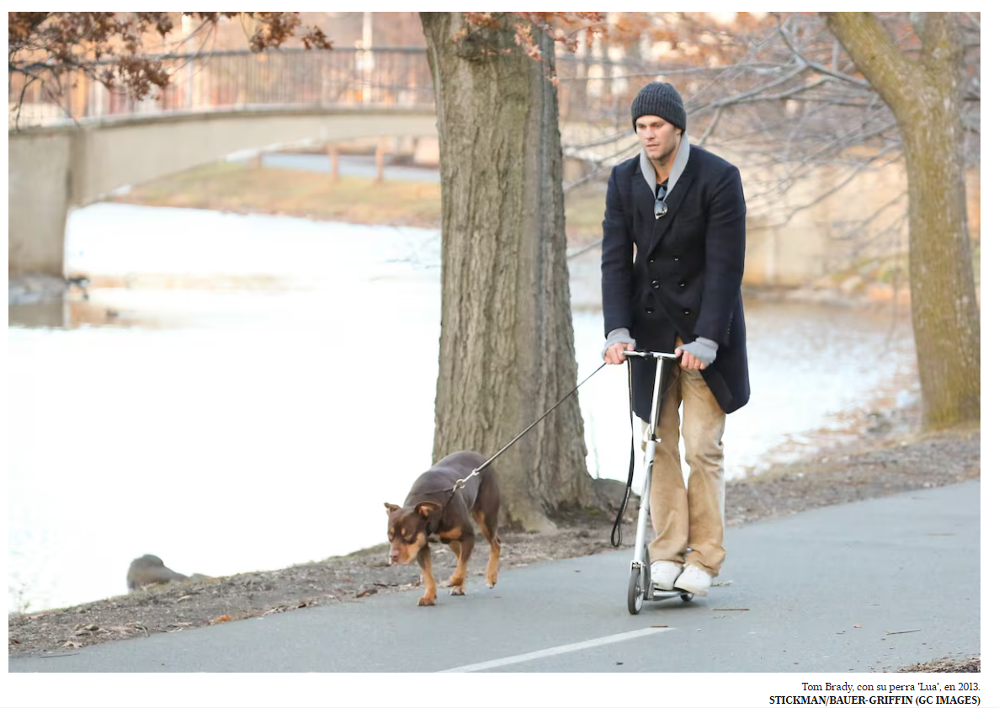 Tom Brady, con su perra 'Lua', en 2013.
STICKMAN/BAUER-GRIFFIN (GC IMAGES)